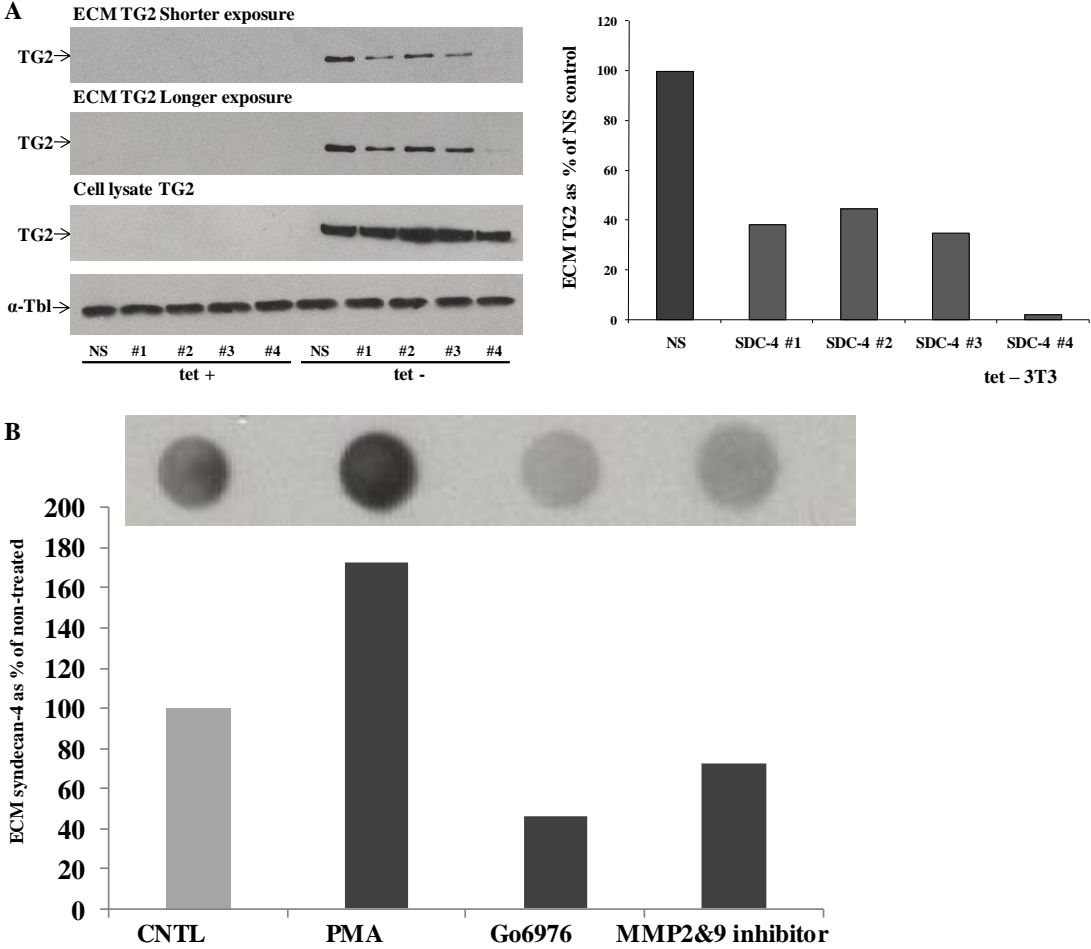 A
ECM TG2 Shorter exposure
TG2
ECM TG2 Longer exposure
TG2
Cell lysate TG2
TG2
α-Tbl
NS #1 #2 #3 #4 NS #1 #2 #3 #4
tet + tet -
ECM TG2 as % of NS control
120
100
80
60
40
20
0
NS SDC-4 #1 SDC-4 #2 SDC-4 #3 SDC-4 #4
tet – 3T3
B
ECM syndecan-4 as % of non-treated
200
180
160
140
120
100
80
60
40
20
0
CNTL PMA Go6976 MMP2&9 inhibitor